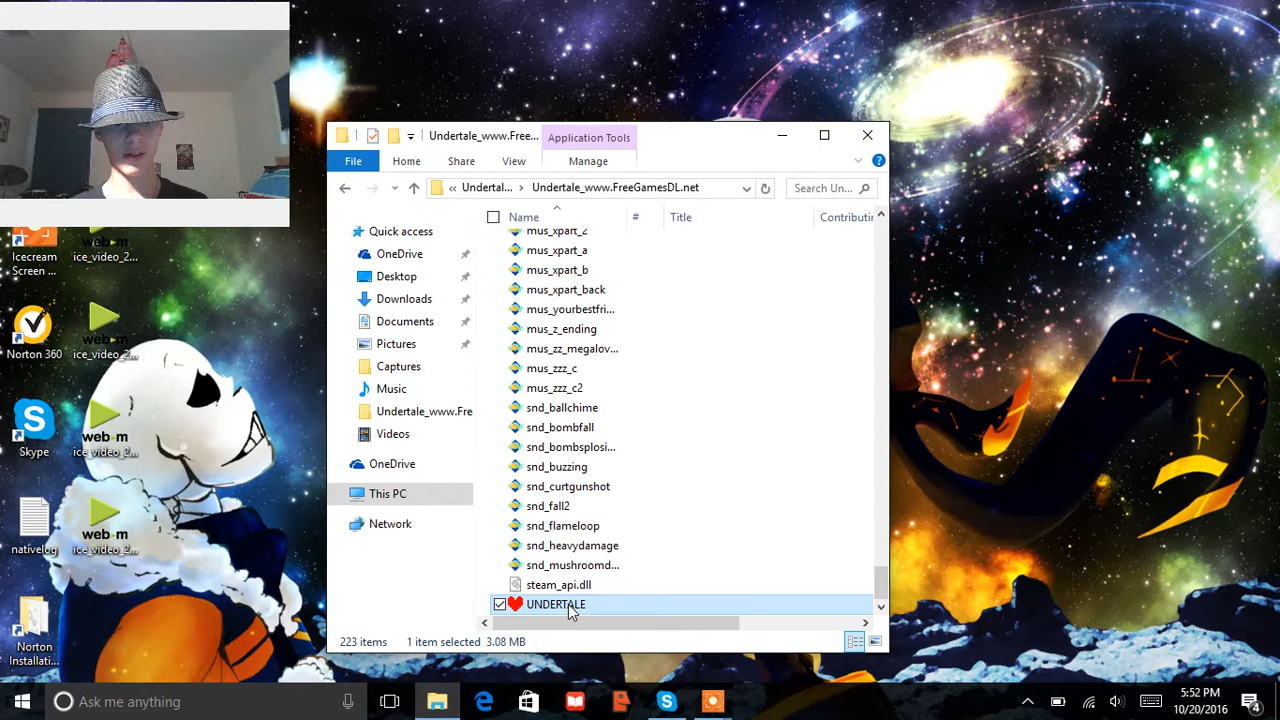 Undertale_www.Free...
Application Tools
File
Home
Share
View
Manage
Undertal...
Undertale_www.FreeGamesDL.net
Search Un...
Name
#
Title
Contributin
Quick access
OneDrive
Desktop
Downloads
Documents
Pictures
Captures
Music
Undertale_www.Fre
Videos
OneDrive
This PC
Network
mus_xpart_2
mus_xpart_a
mus_xpart_b
mus_xpart_back
mus_yourbestfri...
mus_z_ending
mus_zz_megalov...
mus_zzz_c
mus_zzz_c2
snd_ballchime
snd_bombfall
snd_bombsplosi...
snd_buzzing
snd_curtgunshot
snd_fall2
snd_flameloop
snd_heavydamage
snd_mushroomd...
steam_api.dll
UNDERTALE
223 items
1 item selected 3.08 MB
Icecream
Screen ...
ice_video_2...
Norton 360
ice_video_2...
Skype
web-m
ice_video_2...
nativelog
web-m
ice_video_2...
Norton
Installati...
Ask me anything
5:52 PM
10/20/2016
4